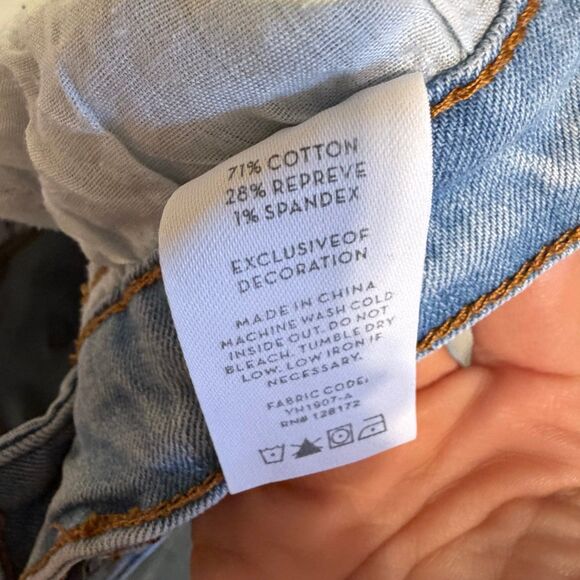 71% COTTON
28% REPREVE
1% SPANDEX
EXCLUSIVEOF
DECORATION
MADE IN CHINA
MACHINE WASH COLD
INSIDE OUT. DO NOT
BLEACH. TUMBLE DRY
LOW. LOW IRON IF
NECESSARY.
FABRIC CODE:
YH1907-A
RN# 128172